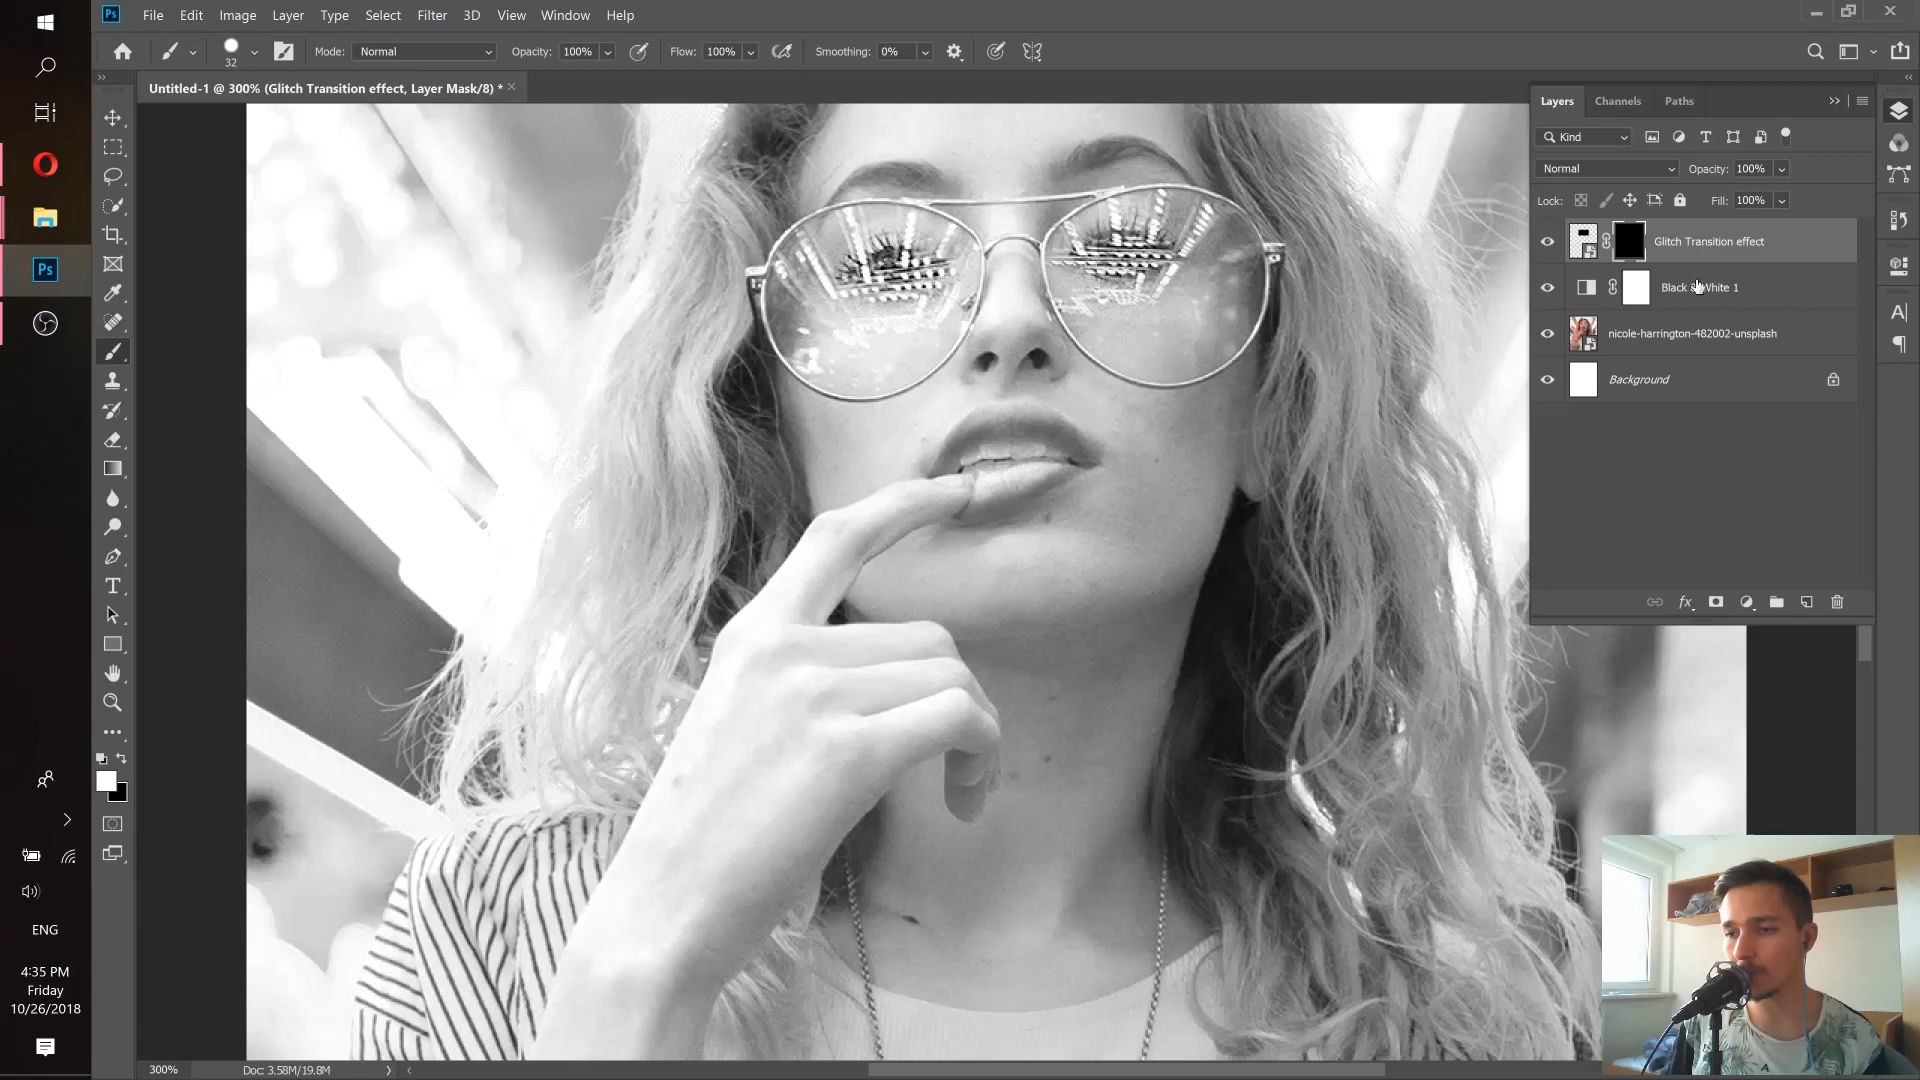 Ps File Edit Image Layer Type Select Filter 3D View Window Help
32 Mode: Normal Opacity: 100% Flow: 100% Smoothing: 0%
Untitled-1 @ 300% (Glitch Transition effect, Layer Mask/8) *
Layers Channels Paths
Kind
Normal Opacity: 100%
Lock: Fill: 100%
Glitch Transition effect
Black & White 1
nicole-harrington-482002-unsplash
Background
fx
Ps
T
A
ENG
4:35 PM
Friday
10/26/2018
300% Doc: 3.58M/19.8M